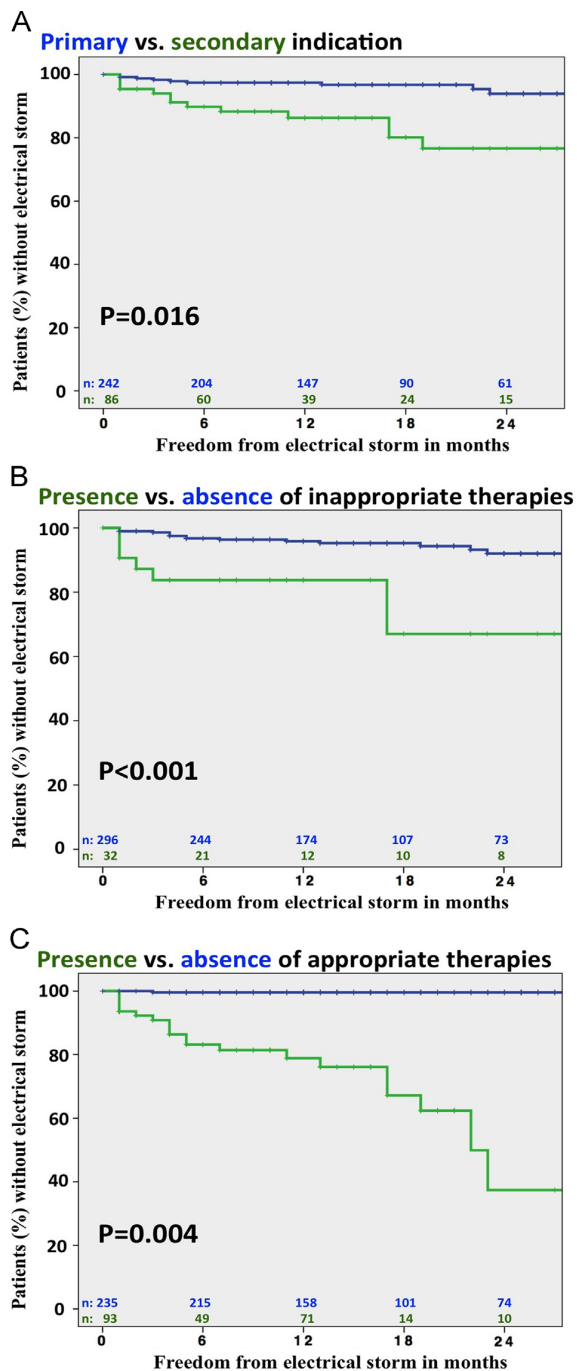 A
Primary vs. secondary indication
Patients (%) without electrical storm
100
80
60
40
20
0
P=0.016
n: 242 204 147 90 61
n: 86 60 39 24 15
0 6 12 18 24
Freedom from electrical storm in months
B
Presence vs. absence of inappropriate therapies
Patients (%) without electrical storm
100
80
60
40
20
0
P<0.001
n: 296 244 174 107 73
n: 32 21 12 10 8
0 6 12 18 24
Freedom from electrical storm in months
C
Presence vs. absence of appropriate therapies
Patients (%) without electrical storm
100
80
60
40
20
0
P=0.004
n: 235 215 158 101 74
n: 93 49 71 14 10
0 6 12 18 24
Freedom from electrical storm in months